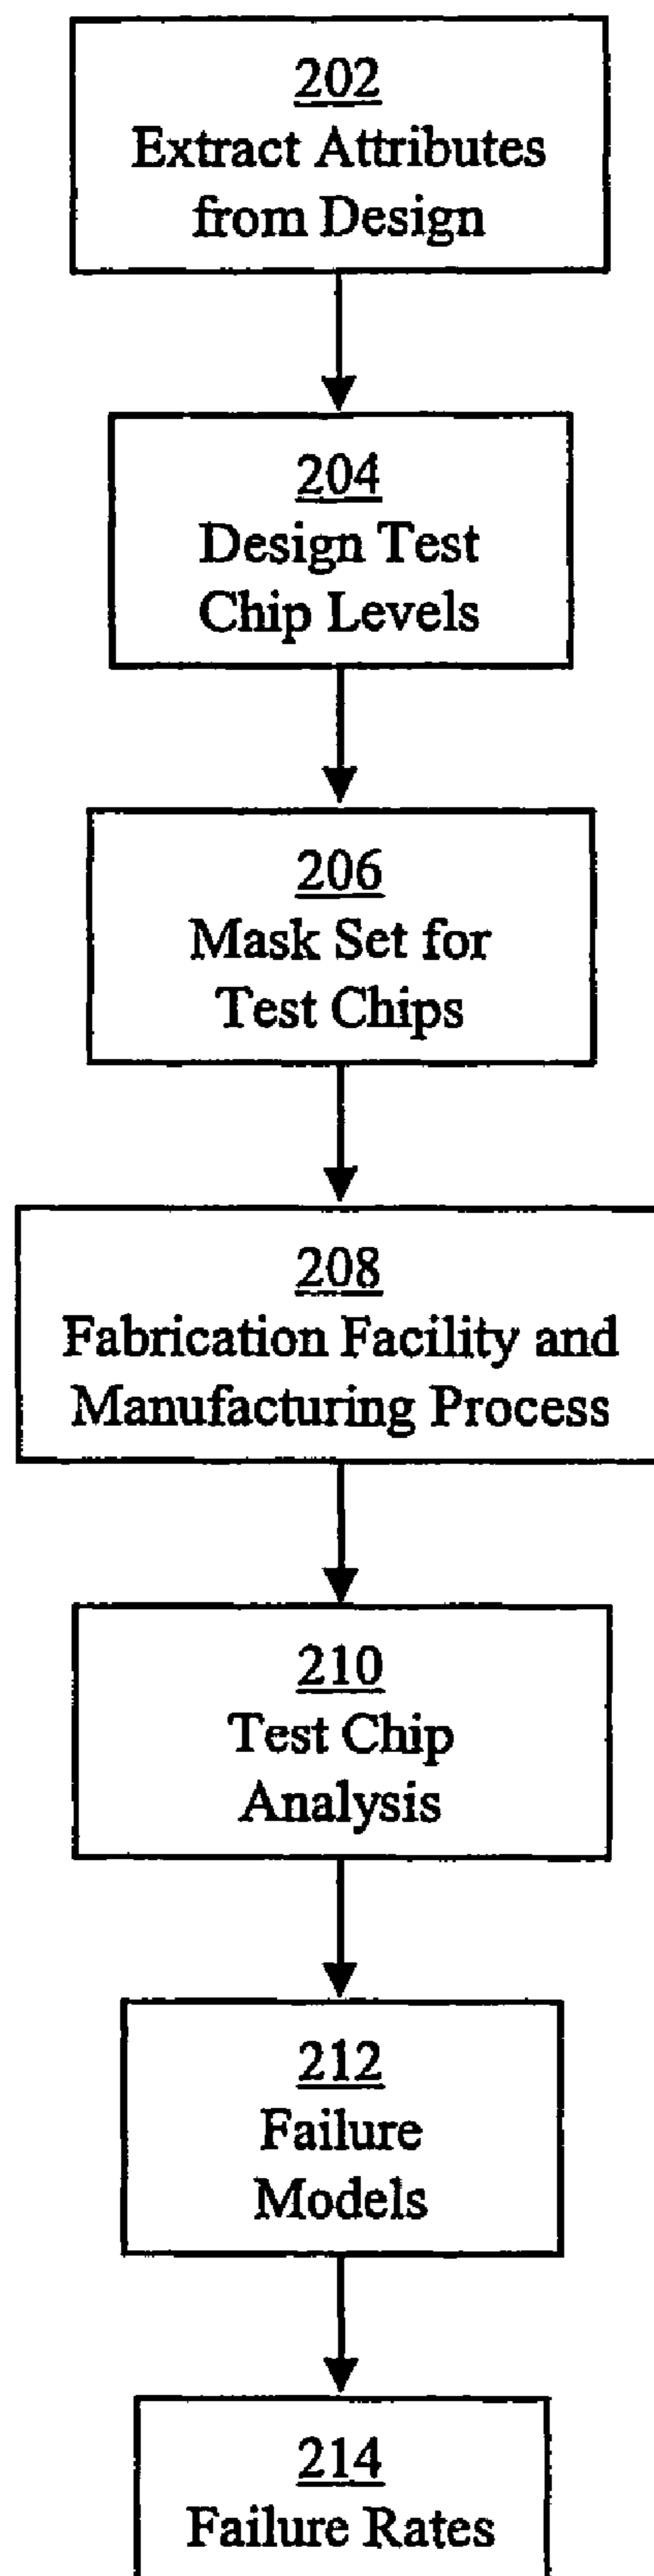 202
Extract Attributes
from Design
204
Design Test
Chip Levels
206
Mask Set for
Test Chips
208
Fabrication Facility and
Manufacturing Process
210
Test Chip
Analysis
212
Failure
Models
214
Failure Rates